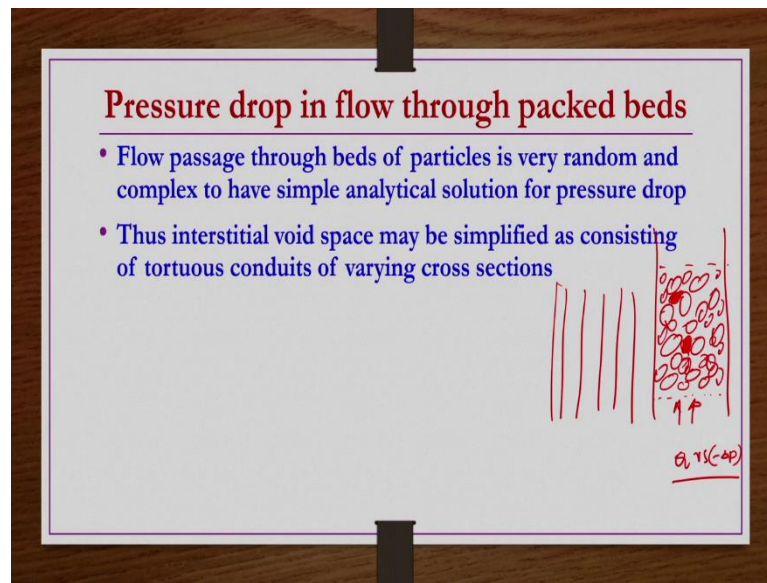 Pressure drop in flow through packed beds
• Flow passage through beds of particles is very random and
complex to have simple analytical solution for pressure drop
• Thus interstitial void space may be simplified as consisting
of tortuous conduits of varying cross sections
vs (-Δp)